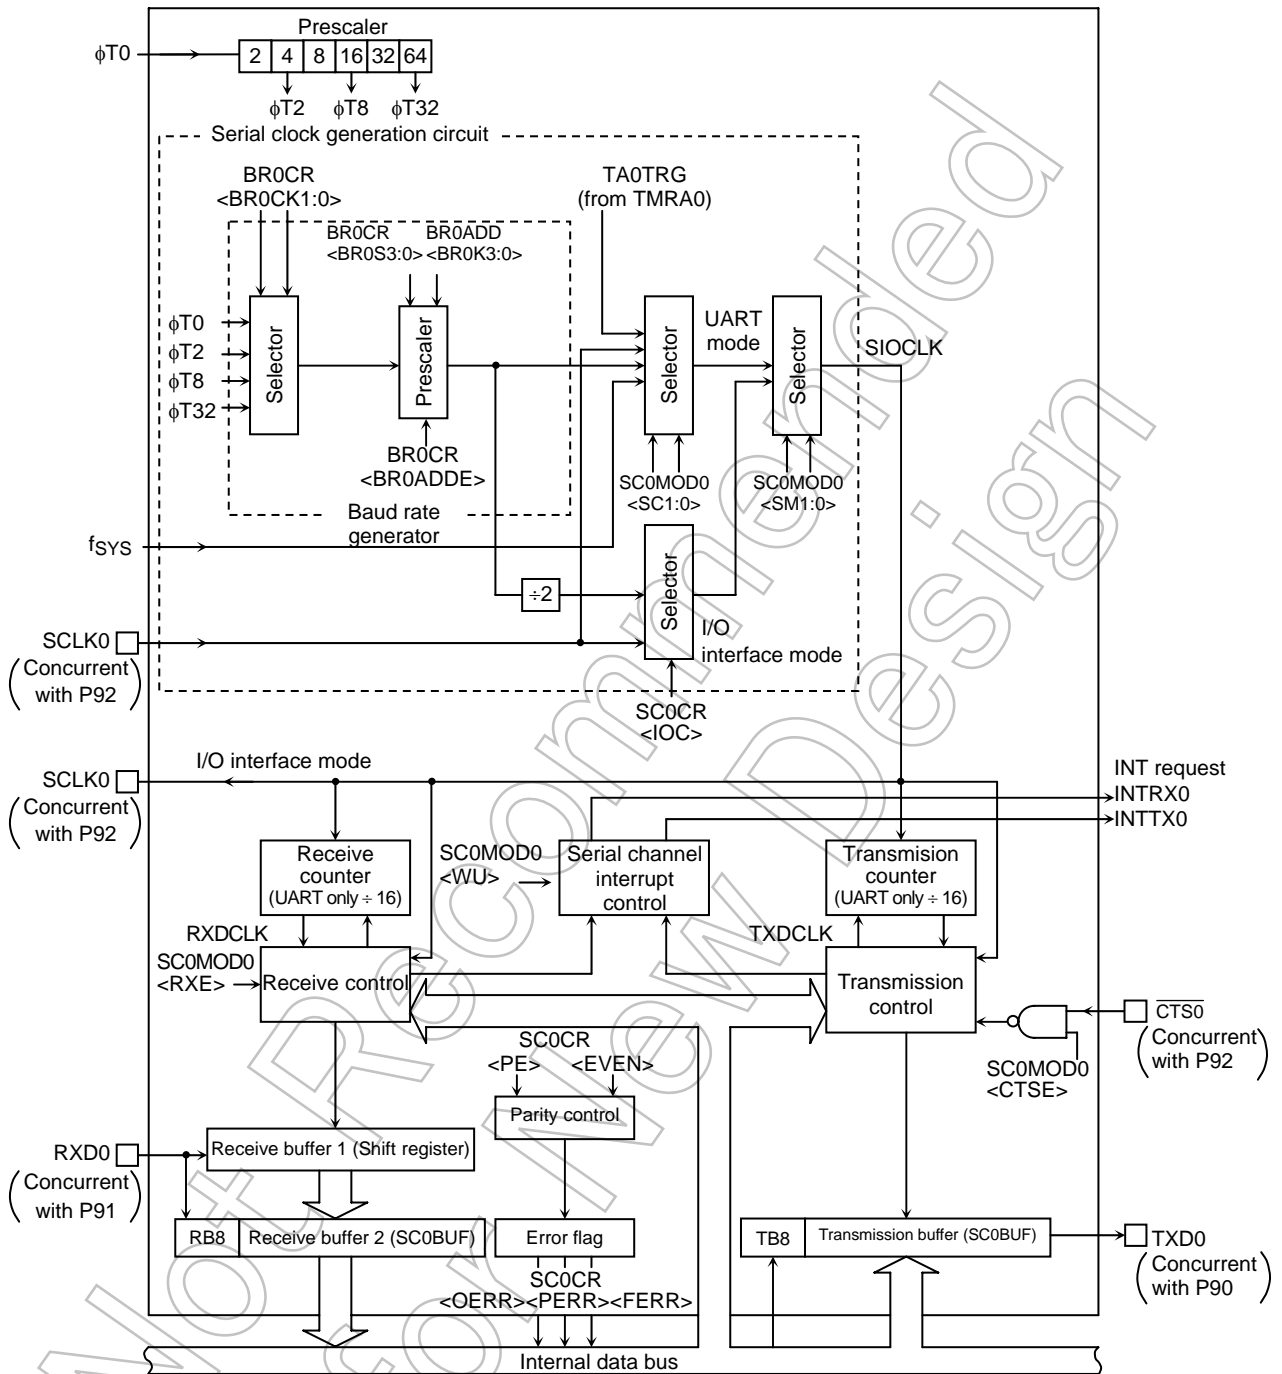 Prescaler
ϕT0
2 4 8 16 32 64
ϕT2 ϕT8 ϕT32
Serial clock generation circuit
BR0CR
<BR0CK1:0>
TA0TRG
(from TMRA0)
BR0CR
<BR0S3:0>
BR0ADD
<BR0K3:0>
ϕT0
ϕT2
ϕT8
ϕT32
Selector
Prescaler
Selector
UART
mode
Selector
SIOCLK
BR0CR
<BR0ADDE>
SC0MOD0
<SC1:0>
SC0MOD0
<SM1:0>
Baud rate
generator
fSYS
÷2
Selector
I/O
interface mode
SCLK0
(Concurrent
with P92)
SC0CR
<IOC>
SCLK0
(Concurrent
with P92)
I/O interface mode
INT request
INTRX0
INTTX0
Receive
counter
(UART only ÷ 16)
SC0MOD0
<WU>
Serial channel
interrupt
control
Transmision
counter
(UART only ÷ 16)
RXDCLK
TXDCLK
SC0MOD0
<RXE>
Receive control
Transmission
control
CTS0
(Concurrent
with P92)
SC0MOD0
<CTSE>
SC0CR
<PE> <EVEN>
Parity control
RXD0
(Concurrent
with P91)
Receive buffer 1 (Shift register)
RB8 Receive buffer 2 (SC0BUF)
Error flag
TB8 Transmission buffer (SC0BUF)
TXD0
(Concurrent
with P90)
SC0CR
<OERR><PERR><FERR>
Internal data bus
Not Recommended
for New Design